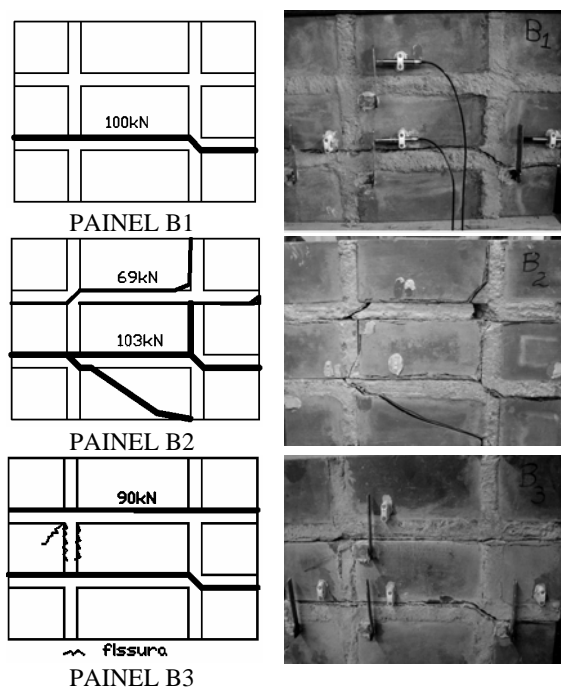 100kN
B1
PAINEL B1
69kN
103kN
B2
PAINEL B2
90kN
B3
fissura
PAINEL B3